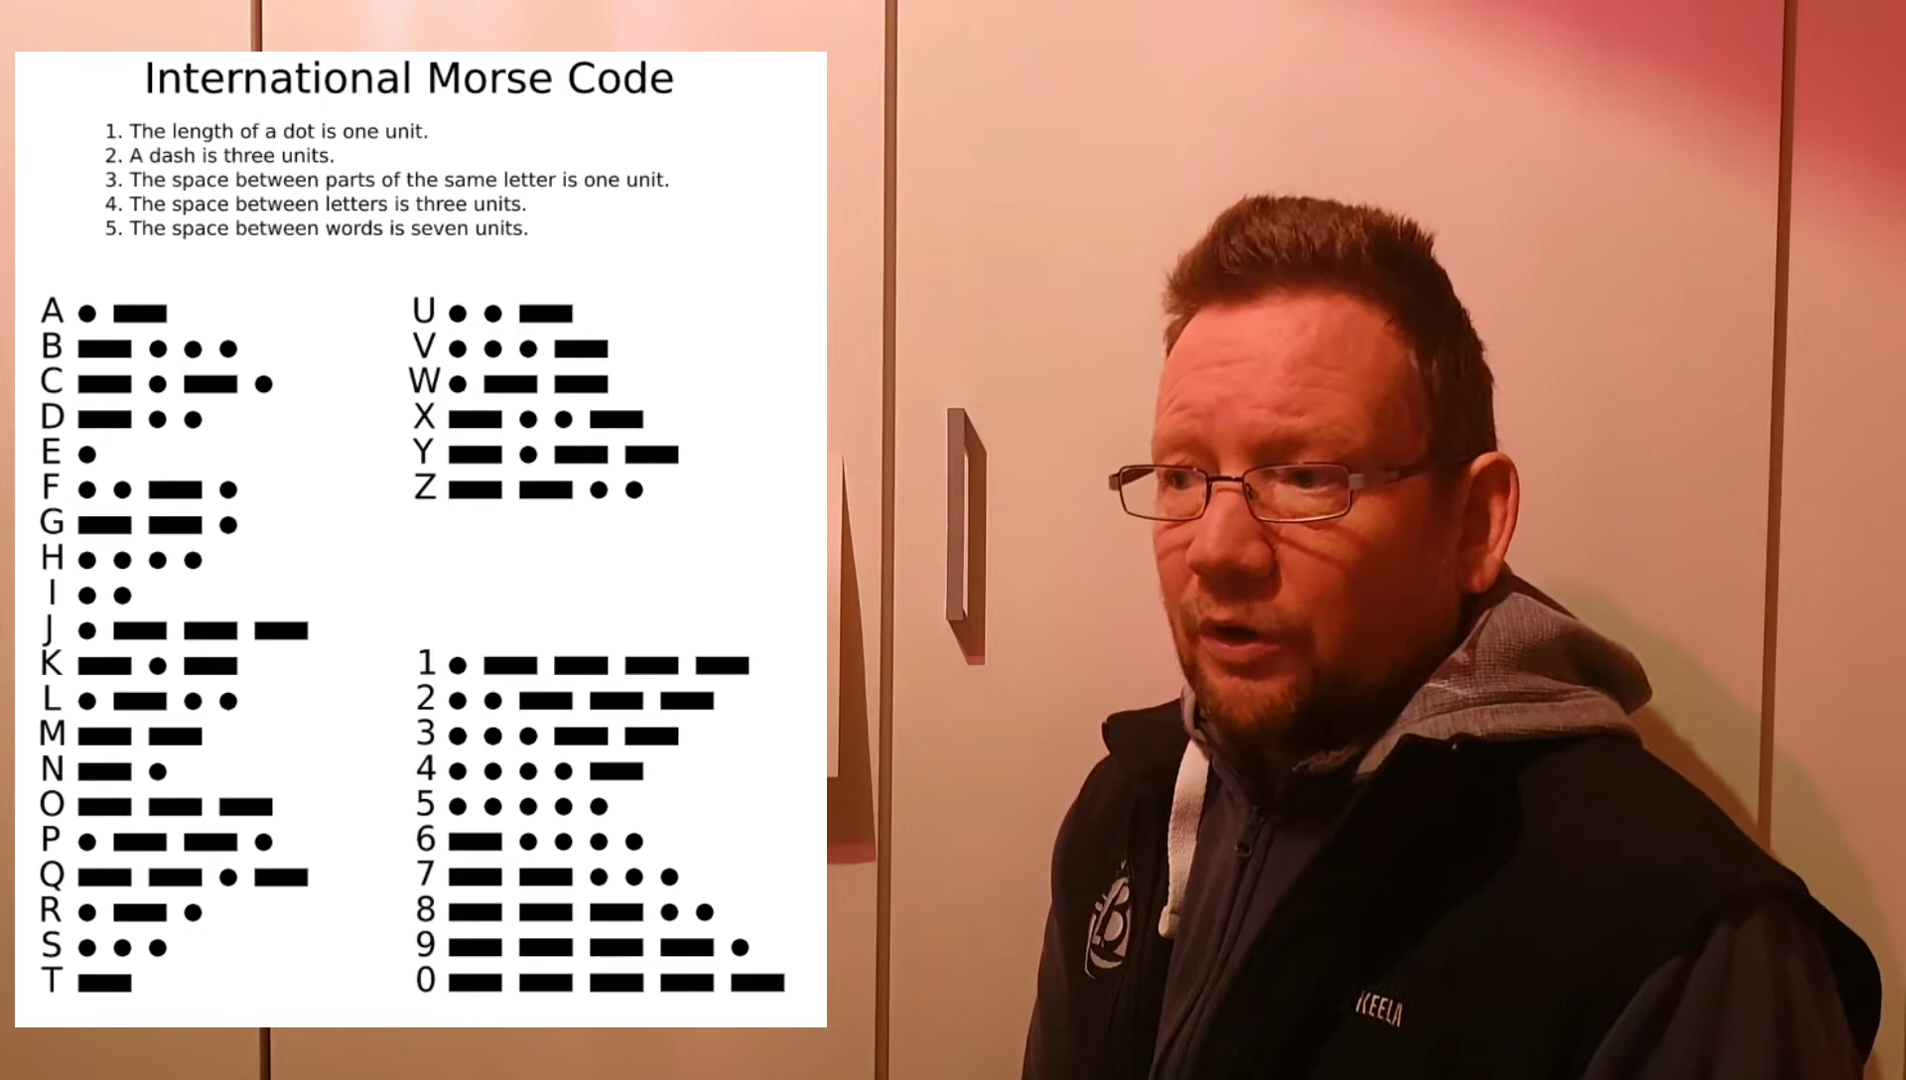 International Morse Code
1. The length of a dot is one unit.
2. A dash is three units.
3. The space between parts of the same letter is one unit.
4. The space between letters is three units.
5. The space between words is seven units.
A
B
C
D
E
F
G
H
I
J
K
L
M
N
O
P
Q
R
S
T
U
V
W
X
Y
Z
1
2
3
4
5
6
7
8
9
0
B
KEELA